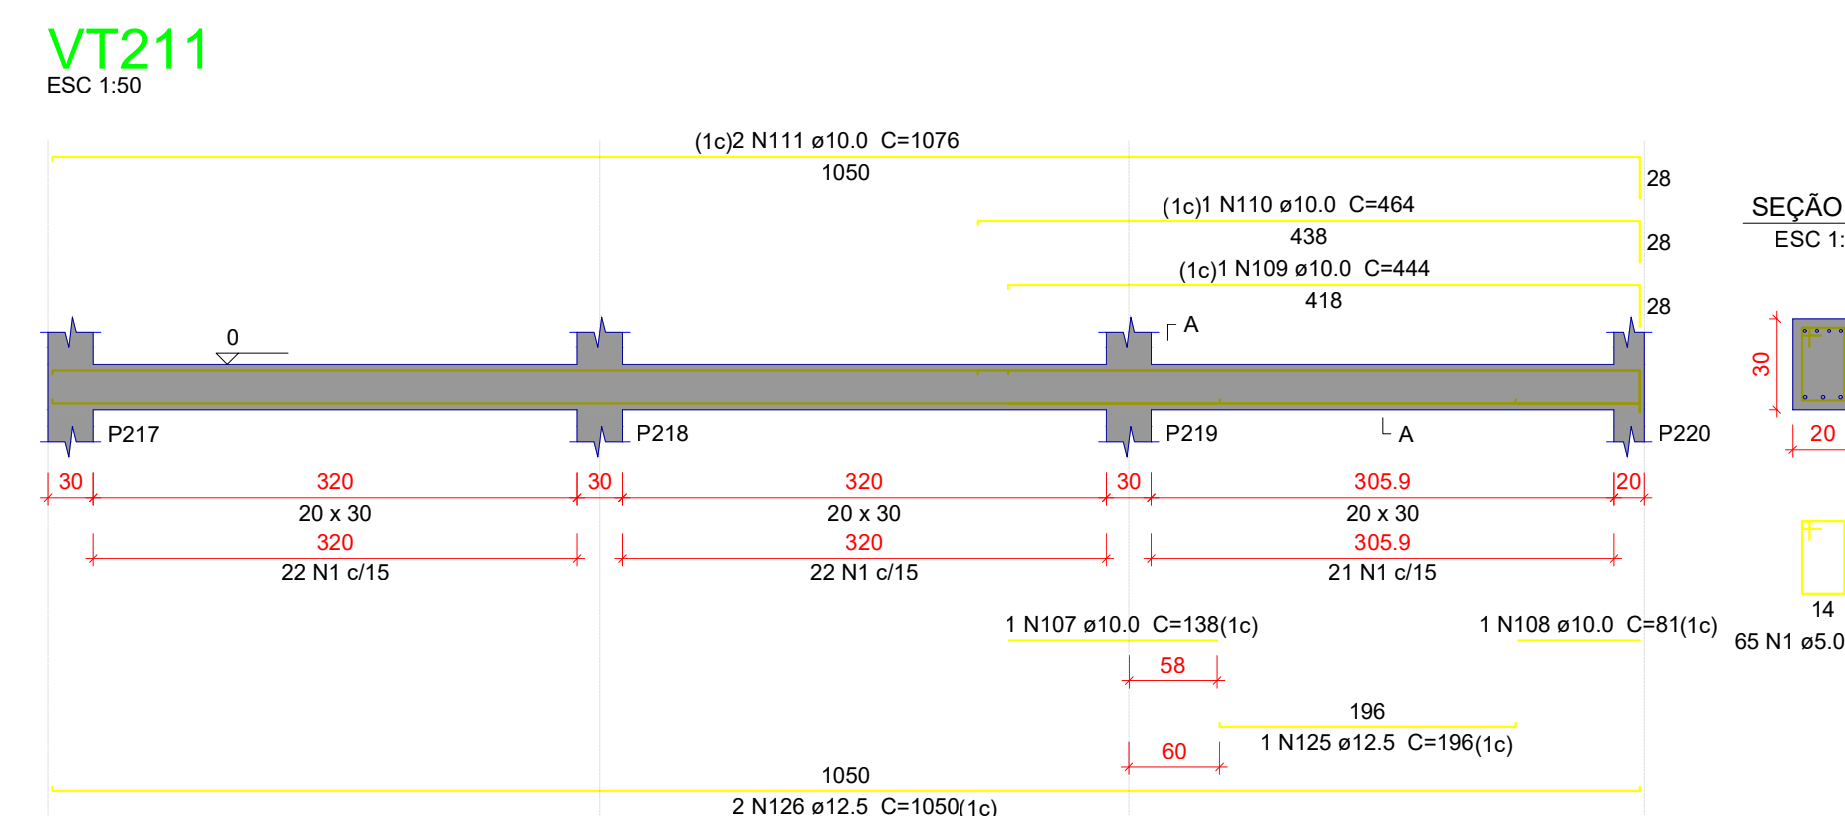 VT211
ESC 1:50
(1c)2 N111 ø10.0 C=1076
1050
28
(1c)1 N110 ø10.0 C=464
438
28
(1c)1 N109 ø10.0 C=444
418
28
SEÇÃO
ESC 1:
0
A
A
30
P217
P218
P219
P220
20
30
320
30
320
30
305.9
20
20 x 30
20 x 30
20 x 30
320
320
305.9
22 N1 c/15
22 N1 c/15
21 N1 c/15
14
65 N1 ø5.0
1 N107 ø10.0 C=138(1c)
1 N108 ø10.0 C=81(1c)
58
196
1 N125 ø12.5 C=196(1c)
60
1050
2 N126 ø12.5 C=1050(1c)